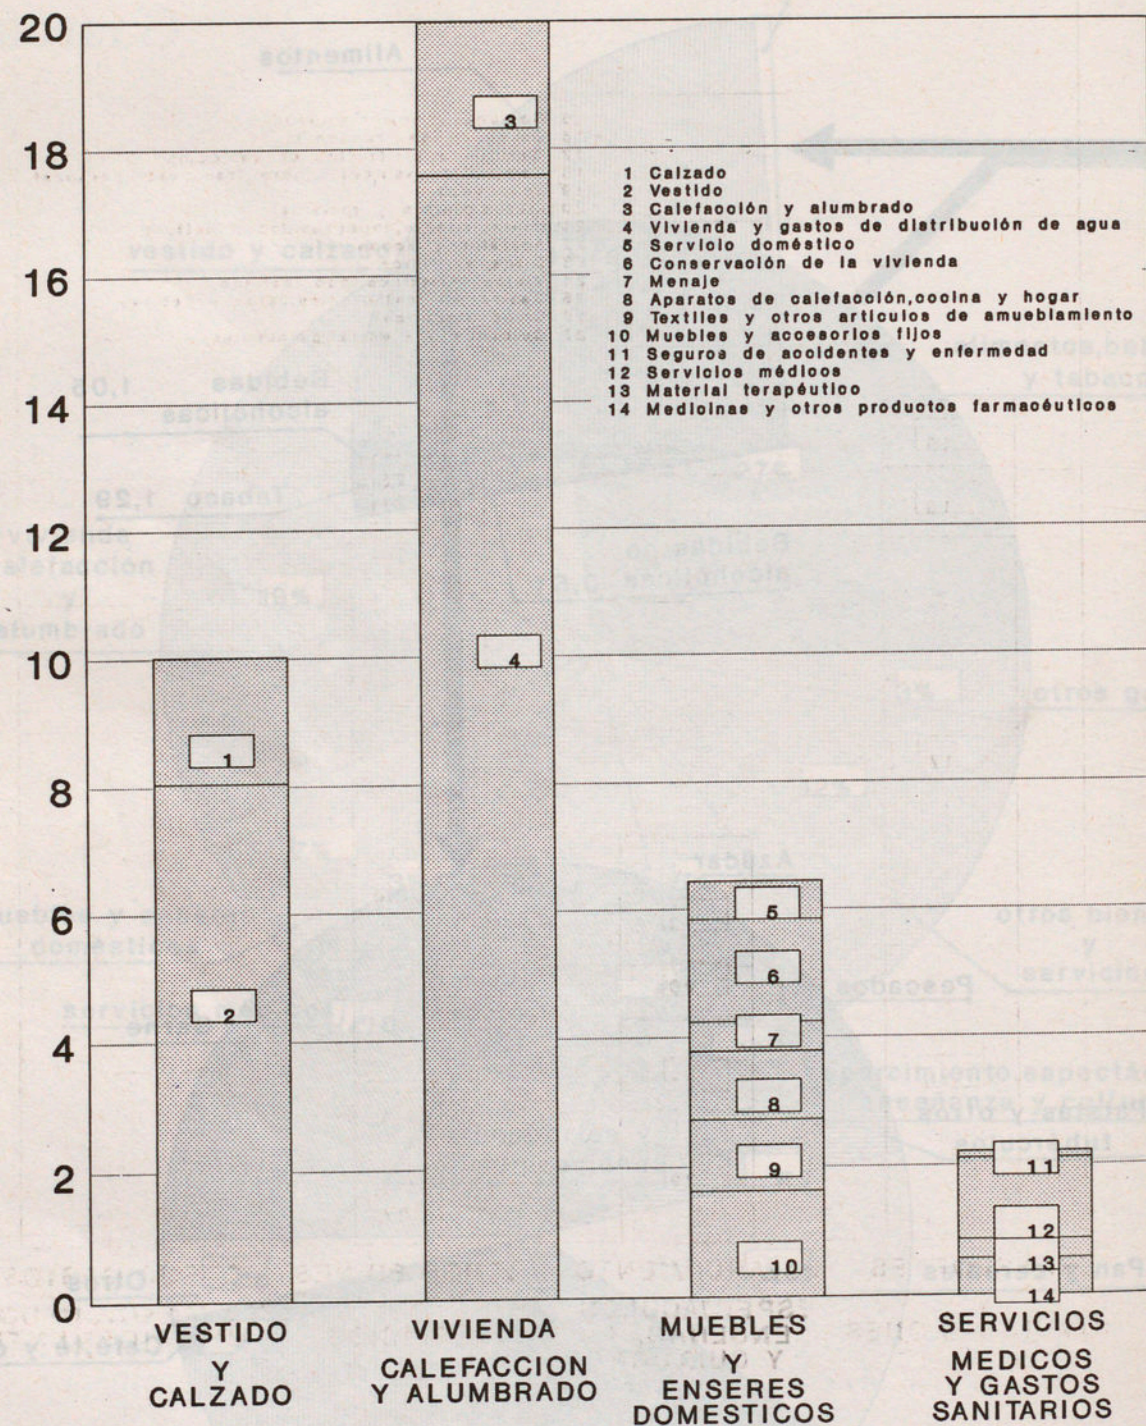 20
18
16
14
12
10
8
6
4
2
0
1 Calzado
2 Vestido
3 Calefacción y alumbrado
4 Vivienda y gastos de distribución de agua
5 Servicio doméstico
6 Conservación de la vivienda
7 Menaje
8 Aparatos de calefacción,cocina y hogar
9 Textiles y otros artículos de amueblamiento
10 Muebles y accesorios fijos
11 Seguros de accidentes y enfermedad
12 Servicios médicos
13 Material terapéutico
14 Medicinas y otros productos farmacéuticos
1
2
3
4
5
6
7
8
9
10
11
12
13
14
VESTIDO
Y
CALZADO
VIVIENDA
CALEFACCION
Y ALUMBRADO
MUEBLES
Y
ENSERES
DOMESTICOS
SERVICIOS
MEDICOS
Y GASTOS
SANITARIOS